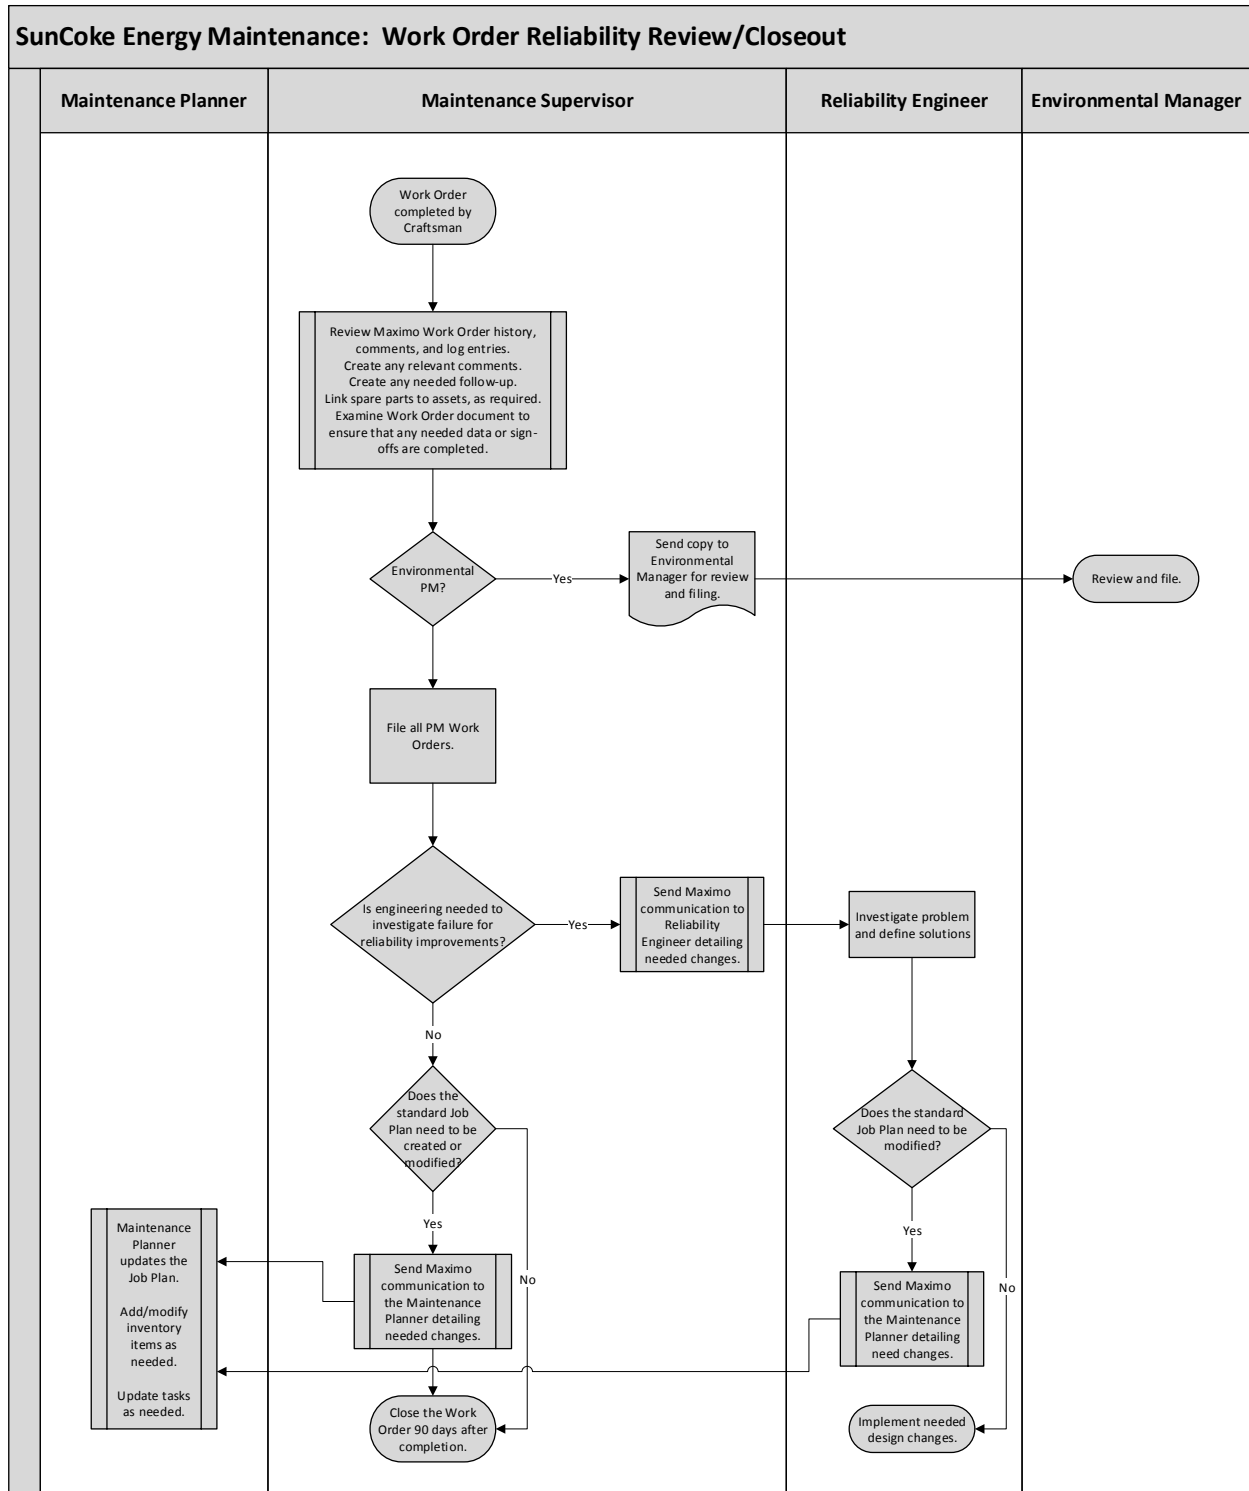 SunCoke Energy Maintenance:  Work Order Reliability Review/Closeout
Maintenance Planner
Maintenance Supervisor
Reliability Engineer
Environmental Manager
Work Order
completed by
Craftsman
Review Maximo Work Order history,
comments, and log entries.
Create any relevant comments.
Create any needed follow-up.
Link spare parts to assets, as required.
Examine Work Order document to
ensure that any needed data or sign-
offs are completed.
Environmental
PM?
Yes
Send copy to
Environmental
Manager for review
and filing.
Review and file.
File all PM Work
Orders.
Is engineering needed to
investigate failure for
reliability improvements?
Yes
Send Maximo
communication to
Reliability
Engineer detailing
needed changes.
Investigate problem
and define solutions
No
Does the
standard Job
Plan need to be
created or
modified?
Does the standard
Job Plan need to be
modified?
Yes
No
Yes
No
Maintenance
Planner
updates the
Job Plan.
Add/modify
inventory
items as
needed.
Update tasks
as needed.
Send Maximo
communication to
the Maintenance
Planner detailing
needed changes.
Send Maximo
communication to
the Maintenance
Planner detailing
need changes.
Close the Work
Order 90 days after
completion.
Implement needed
design changes.